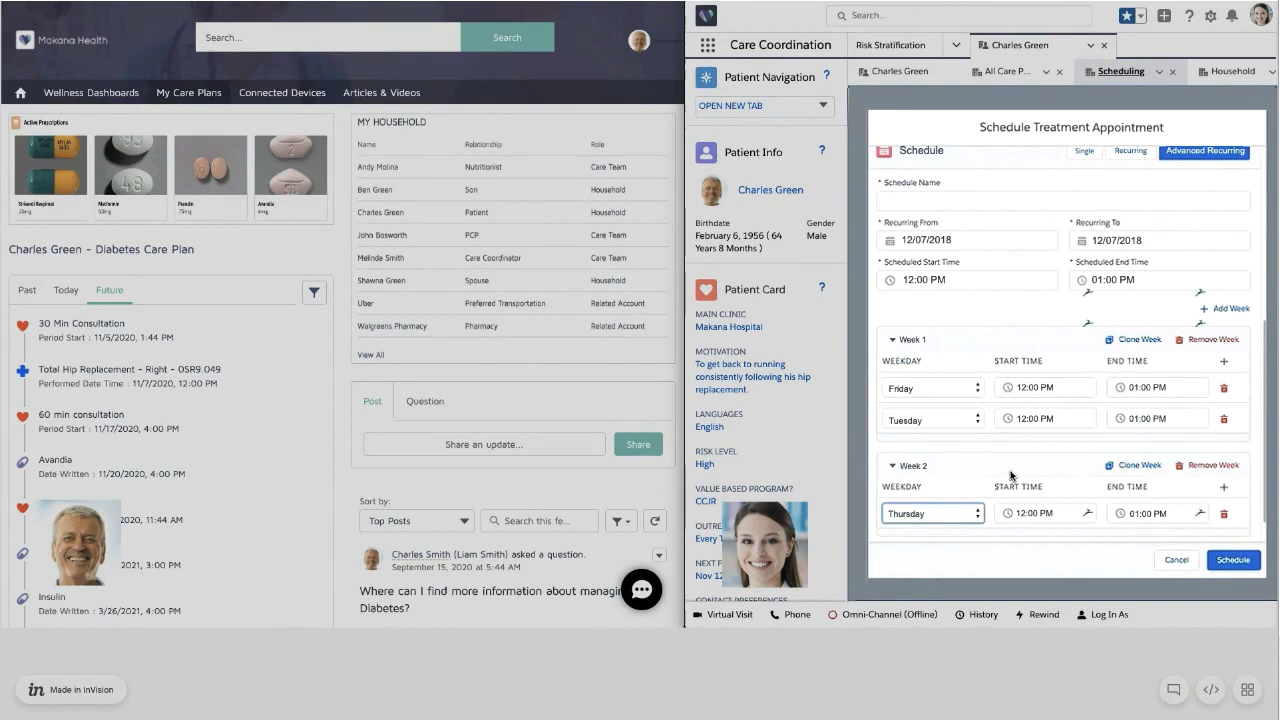 Makana Health
Search...
Search
Wellness Dashboards
My Care Plans
Connected Devices
Articles & Videos
Active Prescriptions
Striverdi Respimat
25mg
Metformin
500mg
Prandin
.75mg
Avandia
4mg
Charles Green - Diabetes Care Plan
Past
Today
Future
30 Min Consultation
Period Start : 11/5/2020, 1:44 PM
Total Hip Replacement - Right - OSR9.049
Performed Date Time : 11/7/2020, 12:00 PM
60 min consultation
Period Start : 11/17/2020, 4:00 PM
Avandia
Date Written : 11/20/2020, 4:00 PM
2020, 11:44 AM
2021, 3:00 PM
Insulin
Date Written : 3/26/2021, 4:00 PM
MY HOUSEHOLD
Name Relationship Role
Andy Molina Nutritionist Care Team
Ben Green Son Household
Charles Green Patient Household
John Bosworth PCP Care Team
Melinda Smith Care Coordinator Care Team
Shawna Green Spouse Household
Uber Preferred Transportation Related Account
Walgreens Pharmacy Pharmacy Related Account
View All
Post
Question
Share an update...
Share
Sort by:
Top Posts
Search this fe...
Charles Smith (Liam Smith) asked a question.
September 15, 2020 at 5:44 AM
Where can I find more information about managin
Diabetes?
Search...
Care Coordination
Risk Stratification
Charles Green
Charles Green
All Care P...
Scheduling
Household
Patient Navigation
OPEN NEW TAB
Patient Info
Charles Green
Birthdate Gender
February 6, 1956 ( 64 Male
Years 8 Months )
Patient Card
MAIN CLINIC
Makana Hospital
MOTIVATION
To get back to running
consistently following his hip
replacement.
LANGUAGES
English
RISK LEVEL
High
VALUE BASED PROGRAM?
CCJR
OUTRE
Every T
NEXT F
Nov 12
CONTACT PREFERENCES
Schedule Treatment Appointment
Schedule
Single
Recurring
Advanced Recurring
* Schedule Name
* Recurring From * Recurring To
12/07/2018 12/07/2018
* Scheduled Start Time * Scheduled End Time
12:00 PM 01:00 PM
+ Add Week
Week 1 Clone Week Remove Week
WEEKDAY START TIME END TIME +
Friday 12:00 PM 01:00 PM
Tuesday 12:00 PM 01:00 PM
Week 2 Clone Week Remove Week
WEEKDAY START TIME END TIME +
Thursday 12:00 PM 01:00 PM
Cancel
Schedule
Virtual Visit
Phone
Omni-Channel (Offline)
History
Rewind
Log In As
in Made in InVision